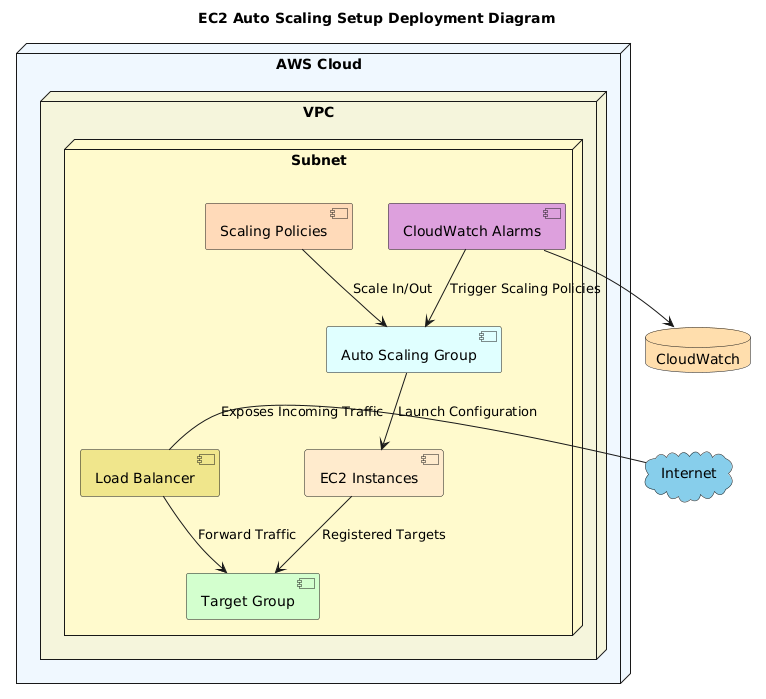 EC2 Auto Scaling Setup Deployment Diagram
AWS Cloud
VPC
Subnet
Scaling Policies
CloudWatch Alarms
Scale In/Out
Trigger Scaling Policies
Auto Scaling Group
CloudWatch
Exposes Incoming Traffic
Launch Configuration
Load Balancer
EC2 Instances
Internet
Forward Traffic
Registered Targets
Target Group